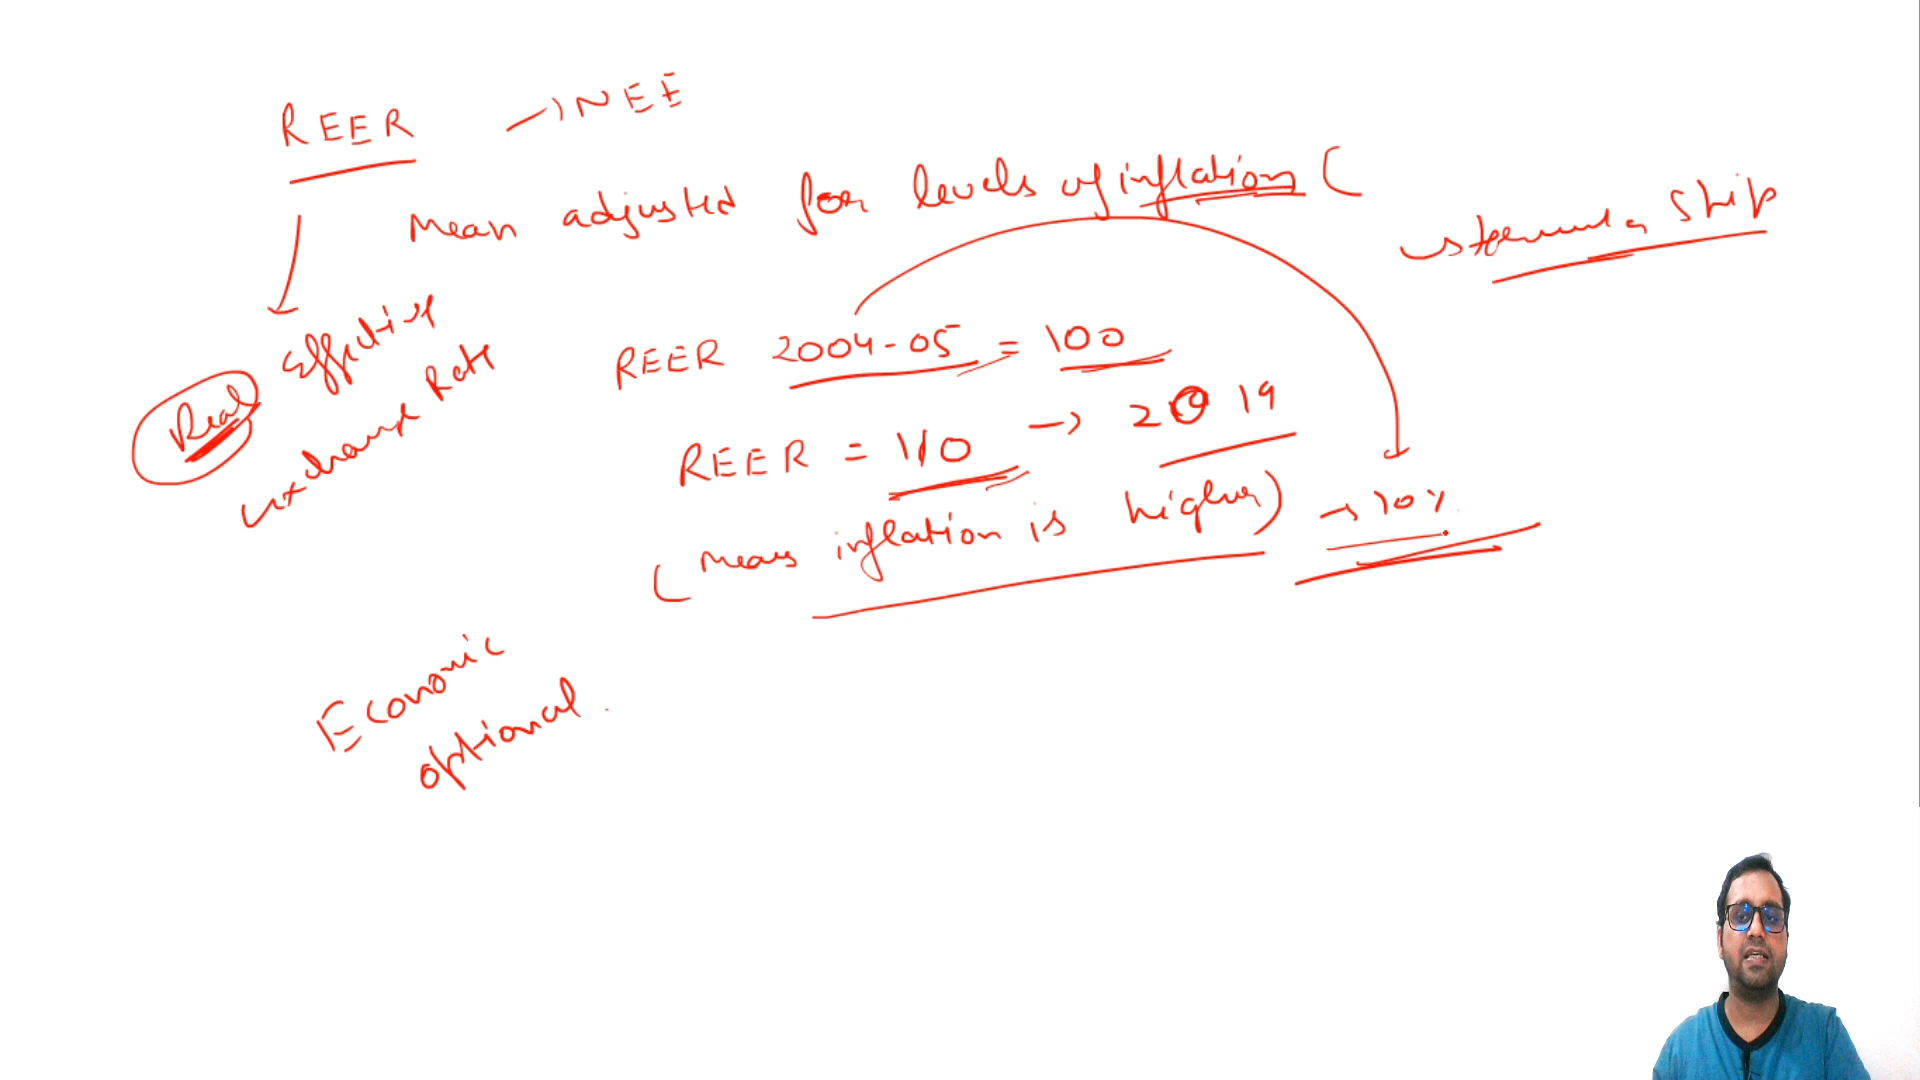 REER → NEE
Mean adjusted for levels of inflation (
Ship
Real Effective
Exchange Rate
REER 2004-05 = 100
REER = 110 → 2019
(Means inflation is higher) → 10%
Economic
optional.